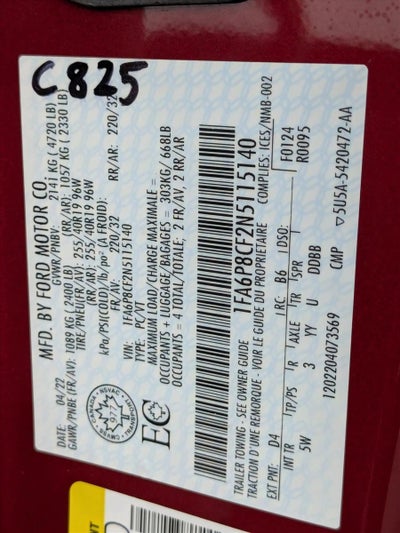 C825
MFD. BY FORD MOTOR CO.
DATE: 04/22 GVWR/PNBV: 2141 KG ( 4720 LB)
GAWR/PNBE (FR/AV): 1089 KG ( 2400 LB) (RR/AR): 1057 KG ( 2330 LB)
TIRE/PNEU(FR/AV): 255/40R19 96W (RR/AR): 255/40R19 96W
kPa/PSI(COLD)/lb/po² (A FROID):
FR/AV: 220/32 RR/AR: 220/32
VIN: 1FA6P8CF2N5115140
TYPE: PC/VT
MAXIMUM LOAD/CHARGE MAXIMALE =
OCCUPANTS + LUGGAGE/BAGAGES = 303KG / 668LB
OCCUPANTS = 4 TOTAL/TOTALE: 2 FR/AV, 2 RR/AR
CMVSS
NSVAC
CANADA
977
EC
1FA6P8CF2N5115140
TRAILER TOWING - SEE OWNER GUIDE
TRACTION D'UNE REMORQUE - VOIR LE GUIDE DU PROPRIETAIRE
COMPLIES: ICES/NMB-002
EXT PNT: D4 RC: B6 DSO: F0124
R0095
INT TR TP/PS R AXLE TR SPR
5W 3 YY U DDBB
CMP
1202204073569 ▽5U5A-5420472-AA